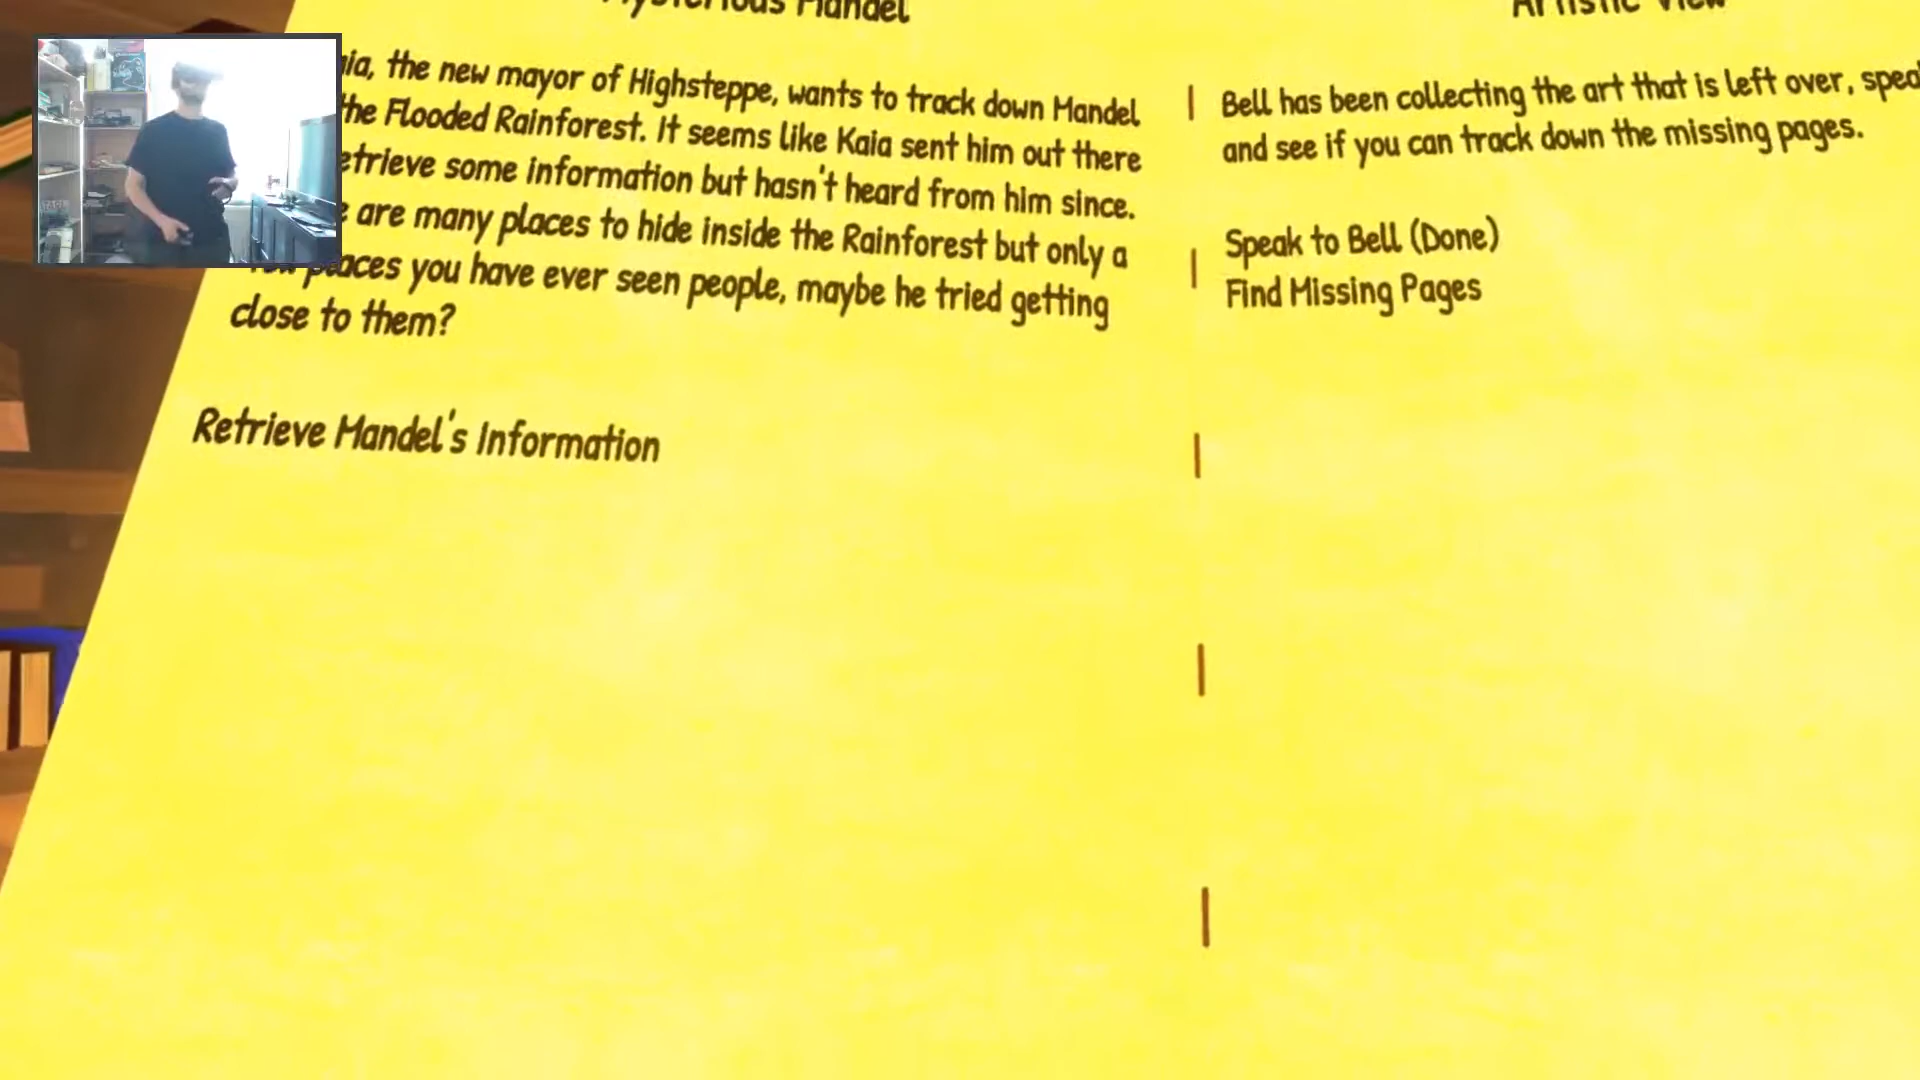 Mysterious Mandel
Kaia, the new mayor of Highsteppe, wants to track down Mandel
the Flooded Rainforest. It seems like Kaia sent him out there
retrieve some information but hasn't heard from him since.
are many places to hide inside the Rainforest but only a
places you have ever seen people, maybe he tried getting
close to them?
Retrieve Mandel's Information
Artistic View
Bell has been collecting the art that is left over, speak
and see if you can track down the missing pages.
Speak to Bell (Done)
Find Missing Pages